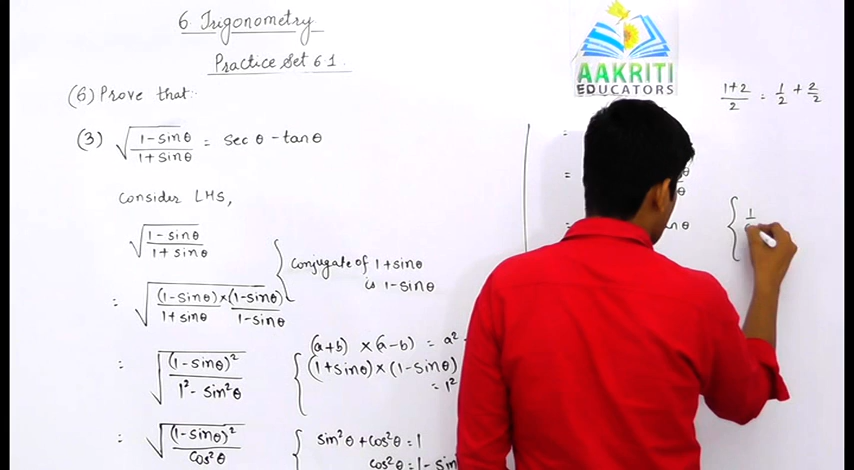 6 Trigonometry
Practice Set 6.1
(6) Prove that:-
(3) √(1-sinθ / 1+sinθ) = secθ - tanθ
Consider LHS,
√(1-sinθ / 1+sinθ)
: √((1-sinθ)×(1-sinθ) / 1+sinθ 1-sinθ)
{ Conjugate of 1+sinθ
is 1-sinθ
: √((1-sinθ)² / 1² - sin²θ)
{ (a+b) × (a-b) = a²
(1+sinθ)×(1-sinθ)
= 1²
: √((1-sinθ)² / cos²θ)
{ sin²θ + cos²θ = 1
cos²θ = 1- sin
AAKRITI
EDUCATORS
1+2/2 = 1/2 + 2/2
=
=
θ
θ
=
anθ
{ 1